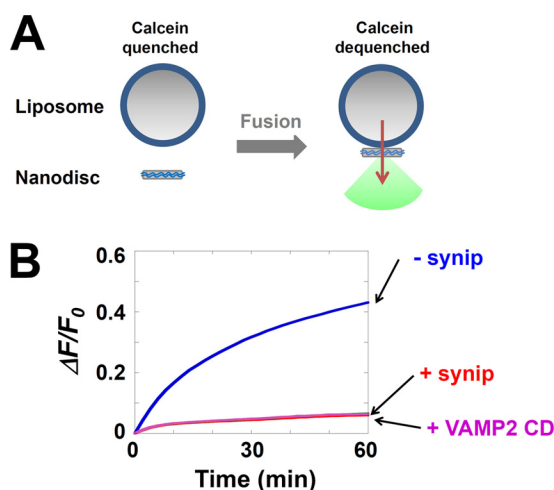 A
Calcein
quenched
Calcein
dequenched
Liposome
Fusion
Nanodisc
B
0.6
0.4
0.2
0
ΔF/F0
0
30
60
Time (min)
- synip
+ synip
+ VAMP2 CD